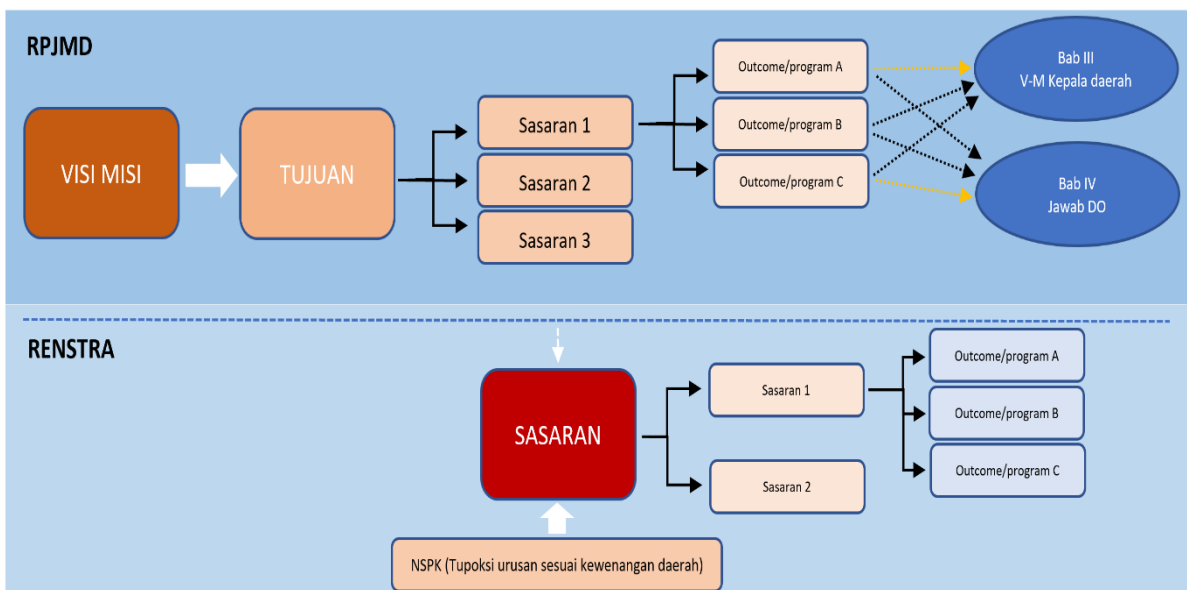 RPJMD
VISI MISI
TUJUAN
Sasaran 1
Sasaran 2
Sasaran 3
Outcome/program A
Outcome/program B
Outcome/program C
Bab III
V-M Kepala daerah
Bab IV
Jawab DO
RENSTRA
SASARAN
NSPK (Tupoksi urusan sesuai kewenangan daerah)
Sasaran 1
Sasaran 2
Outcome/program A
Outcome/program B
Outcome/program C